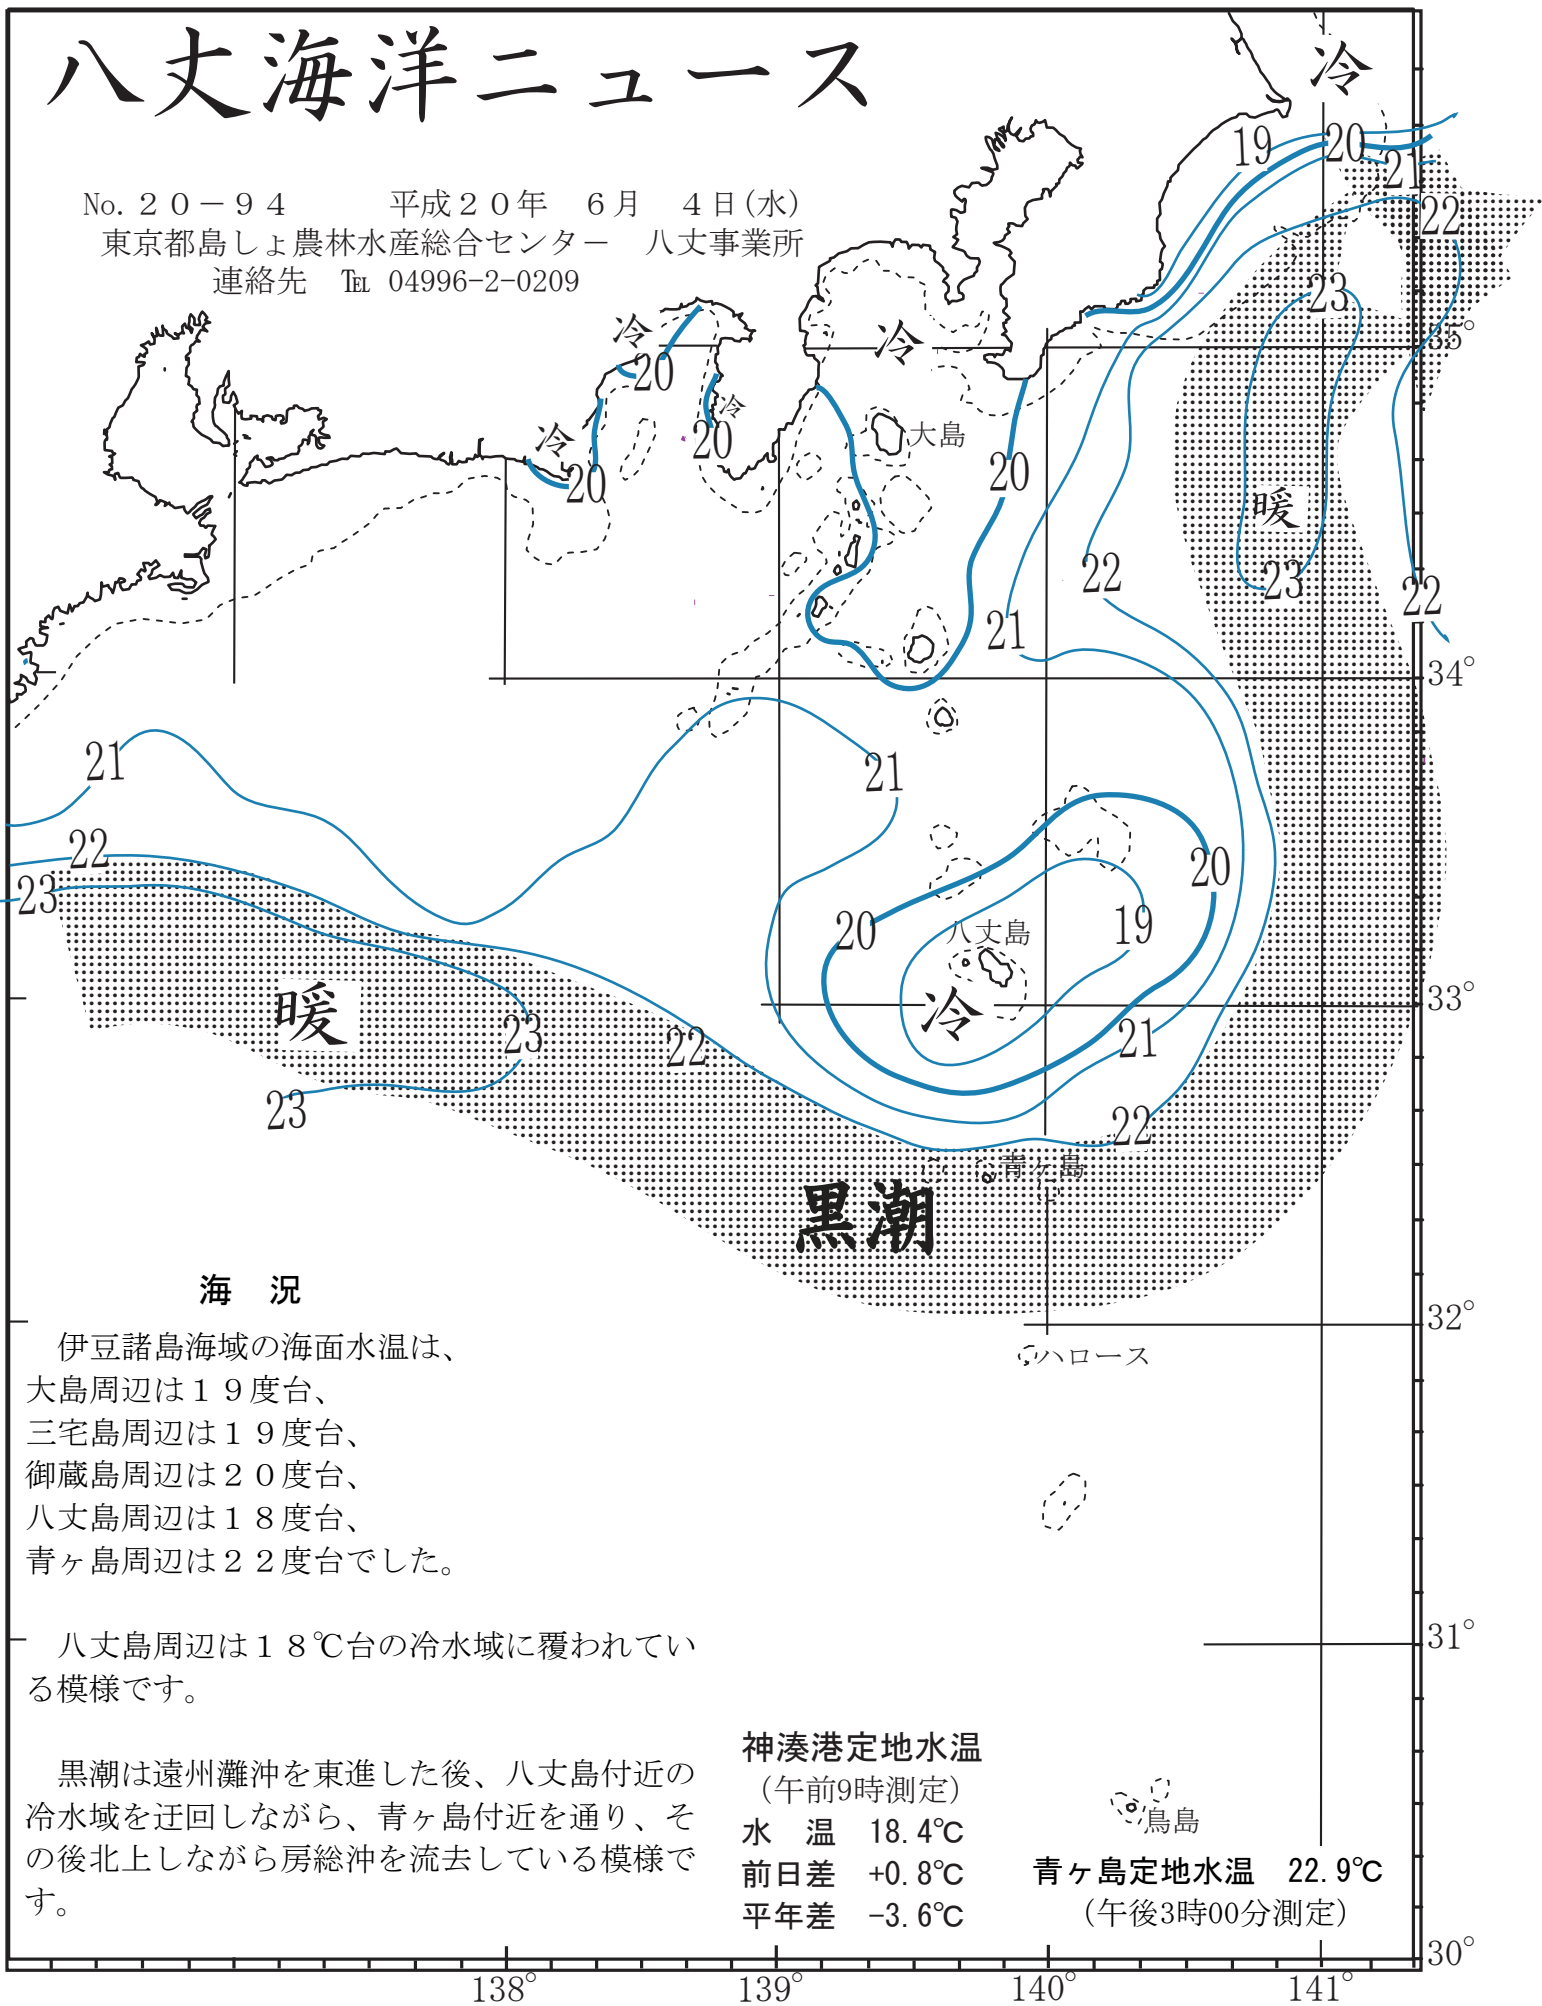 八丈海洋ニュース
No.２０－９４　平成２０年　６月　４日(水)
東京都島しょ農林水産総合センター　八丈事業所
連絡先　℡ 04996-2-0209
冷
19
20
21
22
23
35°
冷
20
冷
20
冷
20
冷
大島
20
暖
22
23
22
21
34°
21
21
22
23
20
20
19
八丈島
冷
33°
暖
23
22
21
23
22
青ヶ島
黒潮
32°
ハロース
海　況
　伊豆諸島海域の海面水温は、
大島周辺は１９度台、
三宅島周辺は１９度台、
御蔵島周辺は２０度台、
八丈島周辺は１８度台、
青ヶ島周辺は２２度台でした。
　八丈島周辺は１８℃台の冷水域に覆われてい
る模様です。
　黒潮は遠州灘沖を東進した後、八丈島付近の
冷水域を迂回しながら、青ヶ島付近を通り、そ
の後北上しながら房総沖を流去している模様で
す。
31°
神湊港定地水温
（午前9時測定）
水　温　18.4℃
前日差　+0.8℃
平年差　-3.6℃
鳥島
青ヶ島定地水温　22.9℃
（午後3時00分測定）
30°
138°
139°
140°
141°